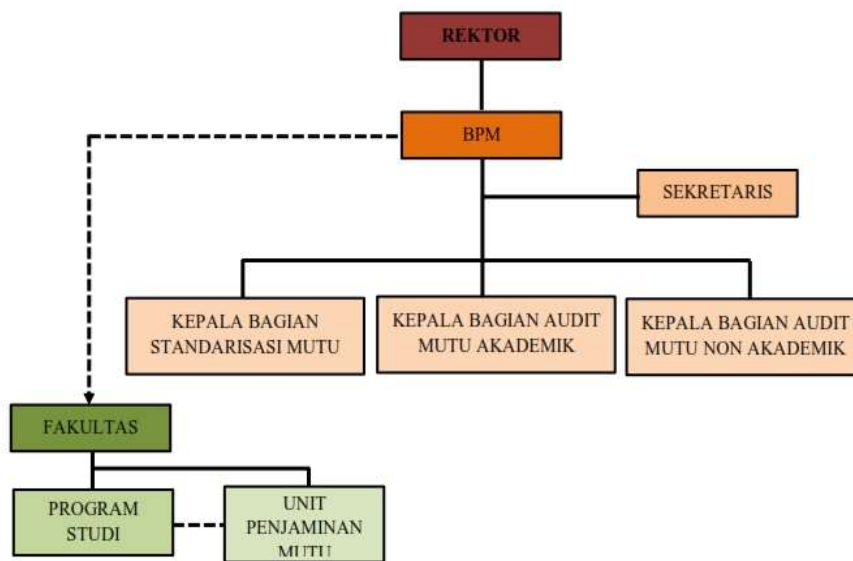 REKTOR
BPM
SEKRETARIS
KEPALA BAGIAN
STANDARISASI MUTU
KEPALA BAGIAN AUDIT
MUTU AKADEMIK
KEPALA BAGIAN AUDIT
MUTU NON AKADEMIK
FAKULTAS
PROGRAM
STUDI
UNIT
PENJAMINAN
MUTU